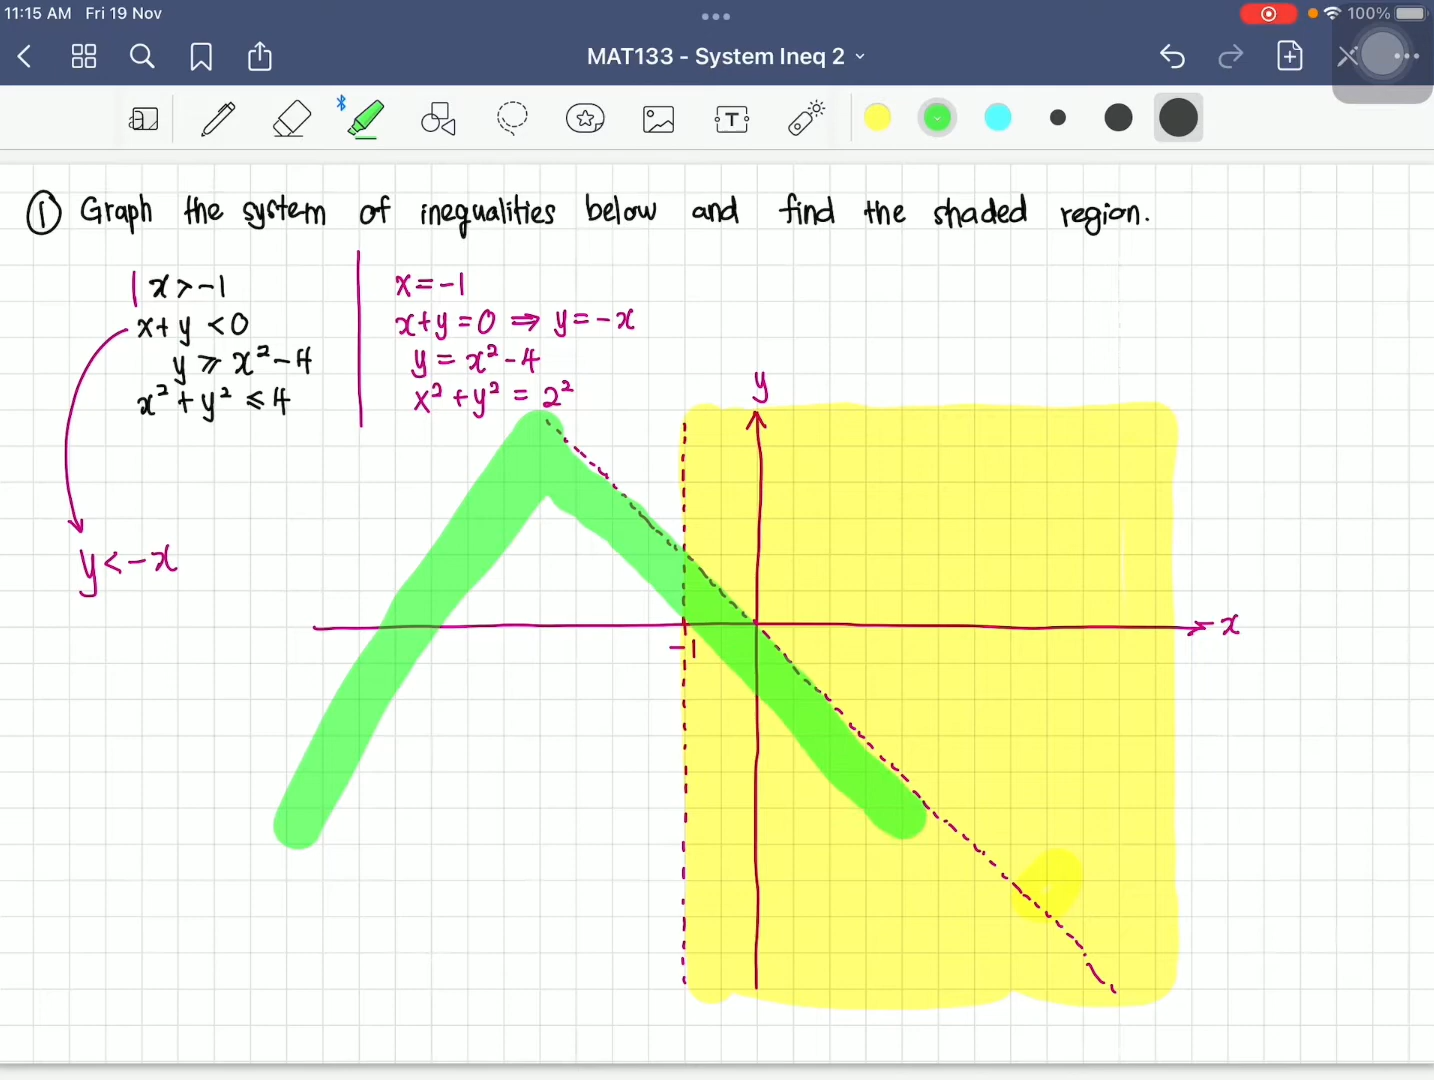 11:15 AM Fri 19 Nov 100%
MAT133 - System Ineq 2
T
① Graph the system of inequalities below and find the shaded region.
x > -1
x + y < 0
y ≥ x² - 4
x² + y² ≤ 4
x = -1
x + y = 0 ⇒ y = -x
y = x² - 4
x² + y² = 2²
y
y < -x
x
-1